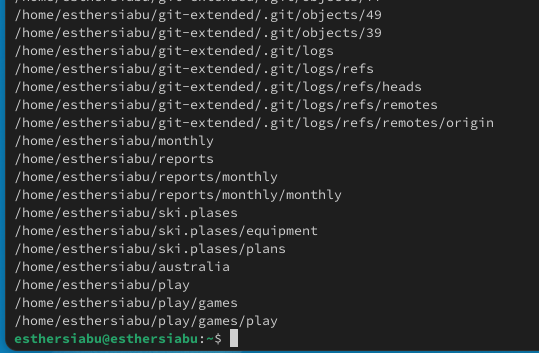 /home/esthersiabu/git-extended/.git/objects/49
/home/esthersiabu/git-extended/.git/objects/39
/home/esthersiabu/git-extended/.git/logs
/home/esthersiabu/git-extended/.git/logs/refs
/home/esthersiabu/git-extended/.git/logs/refs/heads
/home/esthersiabu/git-extended/.git/logs/refs/remotes
/home/esthersiabu/git-extended/.git/logs/refs/remotes/origin
/home/esthersiabu/monthly
/home/esthersiabu/reports
/home/esthersiabu/reports/monthly
/home/esthersiabu/reports/monthly/monthly
/home/esthersiabu/ski.plases
/home/esthersiabu/ski.plases/equipment
/home/esthersiabu/ski.plases/plans
/home/esthersiabu/australia
/home/esthersiabu/play
/home/esthersiabu/play/games
/home/esthersiabu/play/games/play
esthersiabu@esthersiabu:~$